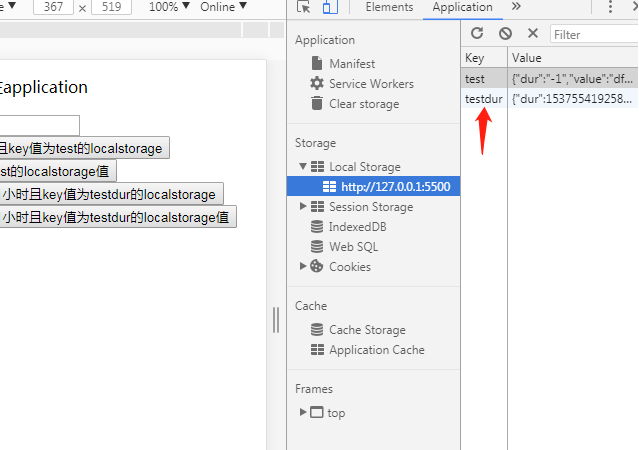 367 × 519 100% ▼ Online ▼
Elements Application »
Filter
Application
Manifest
Service Workers
Clear storage
Storage
Local Storage
http://127.0.0.1:5500
Session Storage
IndexedDB
Web SQL
Cookies
Cache
Cache Storage
Application Cache
Frames
top
Key Value
test {"dur":"-1","value":"df...
testdur {"dur":153755419258...
application
key值为test的localstorage
st的localstorage值
小时且key值为testdur的localstorage
小时且key值为testdur的localstorage值